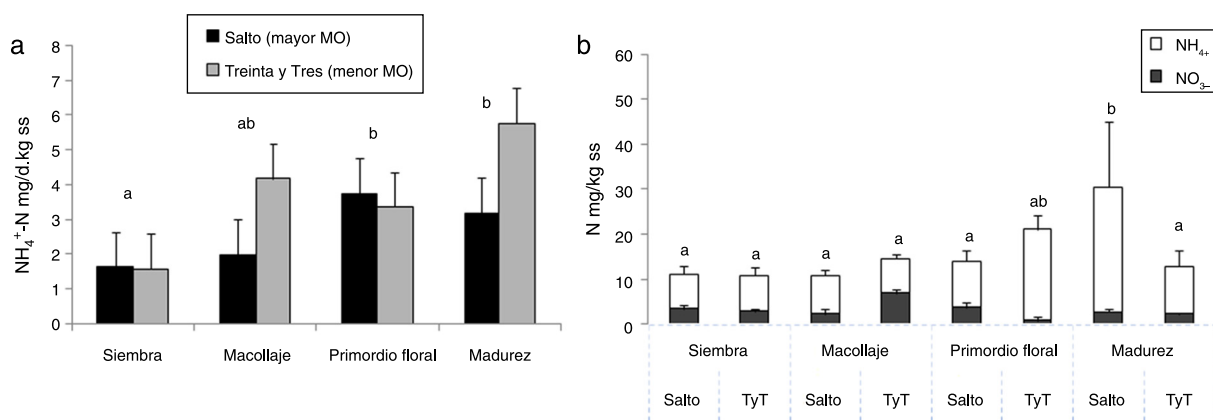 a
Salto (mayor MO)
Treinta y Tres (menor MO)
NH₄⁺-N mg/d.kg ss
8
7
6
5
4
3
2
1
0
a
ab
b
b
Siembra Macollaje Primordio floral Madurez
b
NH₄₊
NO₃₋
N mg/kg ss
60
50
40
30
20
10
0
a a a a a ab b a
Siembra Macollaje Primordio floral Madurez
Salto TyT Salto TyT Salto TyT Salto TyT